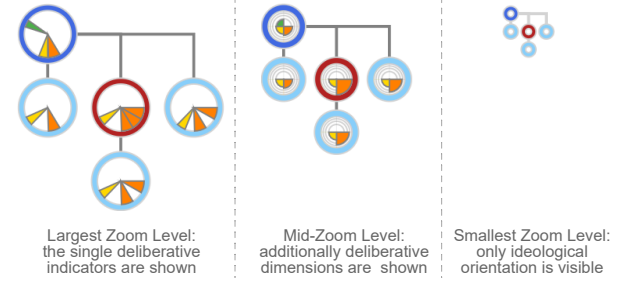 Largest Zoom Level:
the single deliberative
indicators are shown
Mid-Zoom Level:
additionally deliberative
dimensions are  shown
Smallest Zoom Level:
only ideological
orientation is visible